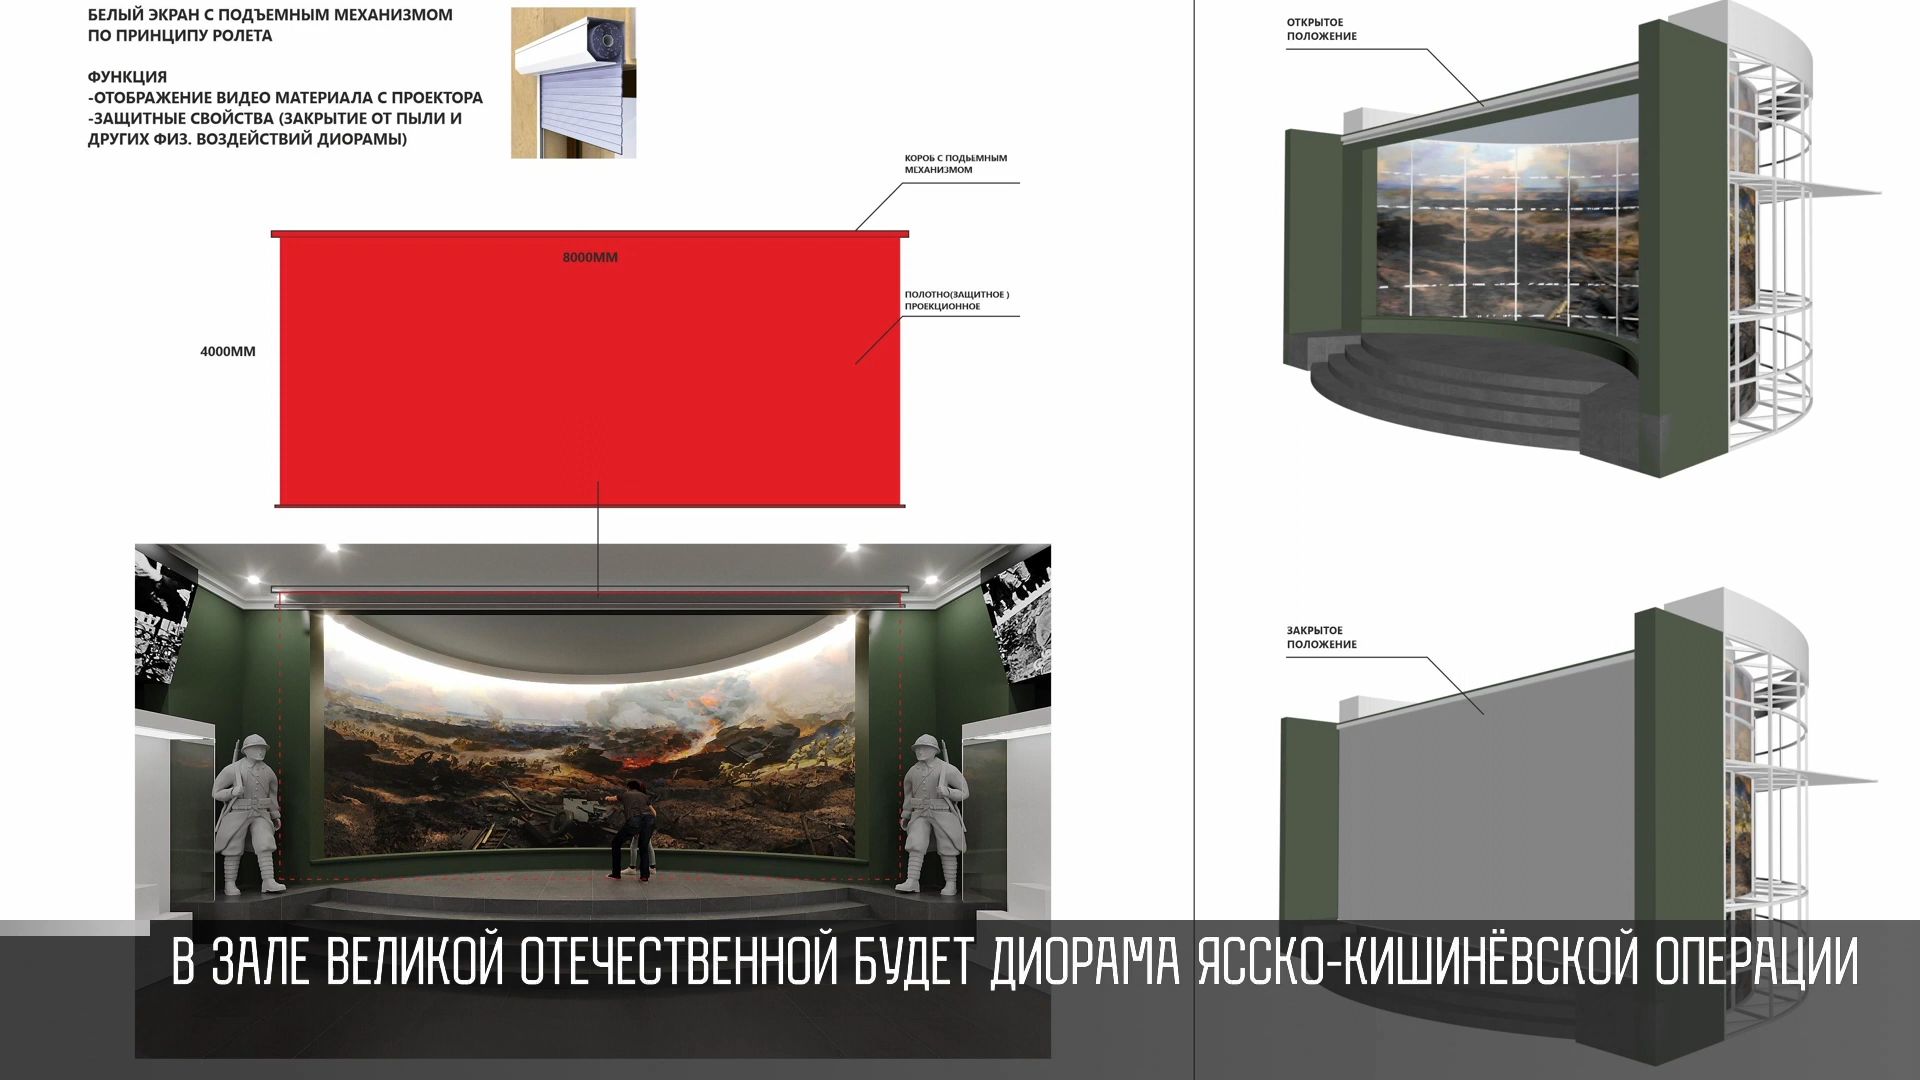 БЕЛЫЙ ЭКРАН С ПОДЪЕМНЫМ МЕХАНИЗМОМ
ПО ПРИНЦИПУ РОЛЕТА
ФУНКЦИЯ
-ОТОБРАЖЕНИЕ ВИДЕО МАТЕРИАЛА С ПРОЕКТОРА
-ЗАЩИТНЫЕ СВОЙСТВА (ЗАКРЫТИЕ ОТ ПЫЛИ И
ДРУГИХ ФИЗ. ВОЗДЕЙСТВИЙ ДИОРАМЫ)
КОРОБ С ПОДЬЕМНЫМ
МЕХАНИЗМОМ
8000ММ
ПОЛОТНО(ЗАЩИТНОЕ )
ПРОЕКЦИОННОЕ
4000ММ
ОТКРЫТОЕ
ПОЛОЖЕНИЕ
ЗАКРЫТОЕ
ПОЛОЖЕНИЕ
В ЗАЛЕ ВЕЛИКОЙ ОТЕЧЕСТВЕННОЙ БУДЕТ ДИОРАМА ЯССКО-КИШИНЁВСКОЙ ОПЕРАЦИИ